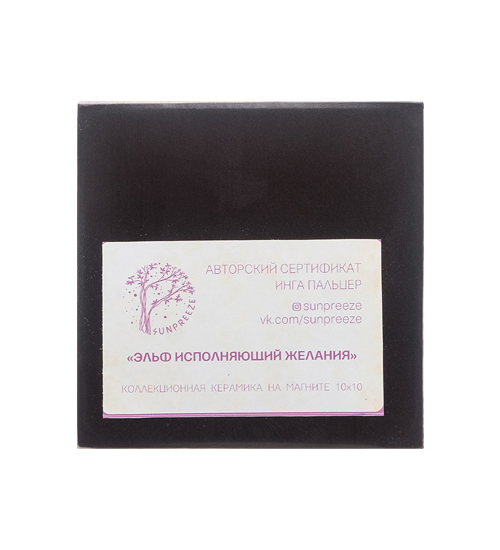 АВТОРСКИЙ СЕРТИФИКАТ
ИНГА ПАЛЬЦЕР
sunpreeze
vk.com/sunpreeze
SUNPREEZE
«ЭЛЬФ ИСПОЛНЯЮЩИЙ ЖЕЛАНИЯ»
КОЛЛЕКЦИОННАЯ КЕРАМИКА НА МАГНИТЕ 10х10